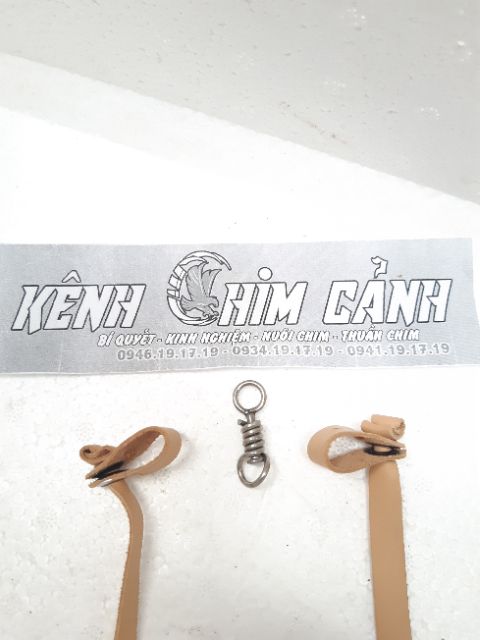 KÊNH CHIM CẢNH
BÍ QUYẾT - KINH NGHIỆM - NUÔI CHIM - THUẦN CHIM
0946.19.17.19 - 0934.19.17.19 - 0941.19.17.19